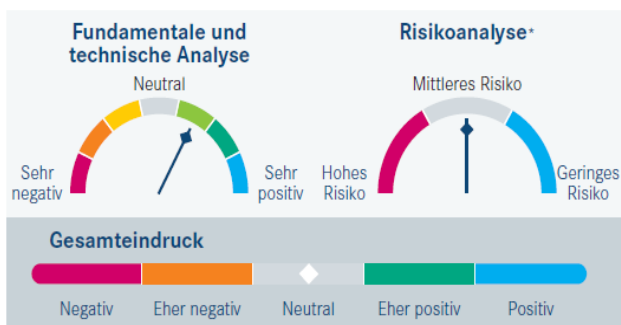 Fundamentale und
technische Analyse
Neutral
Sehr
negativ
Sehr
positiv
Risikoanalyse*
Mittleres Risiko
Hohes
Risiko
Geringes
Risiko
Gesamteindruck
Negativ
Eher negativ
Neutral
Eher positiv
Positiv